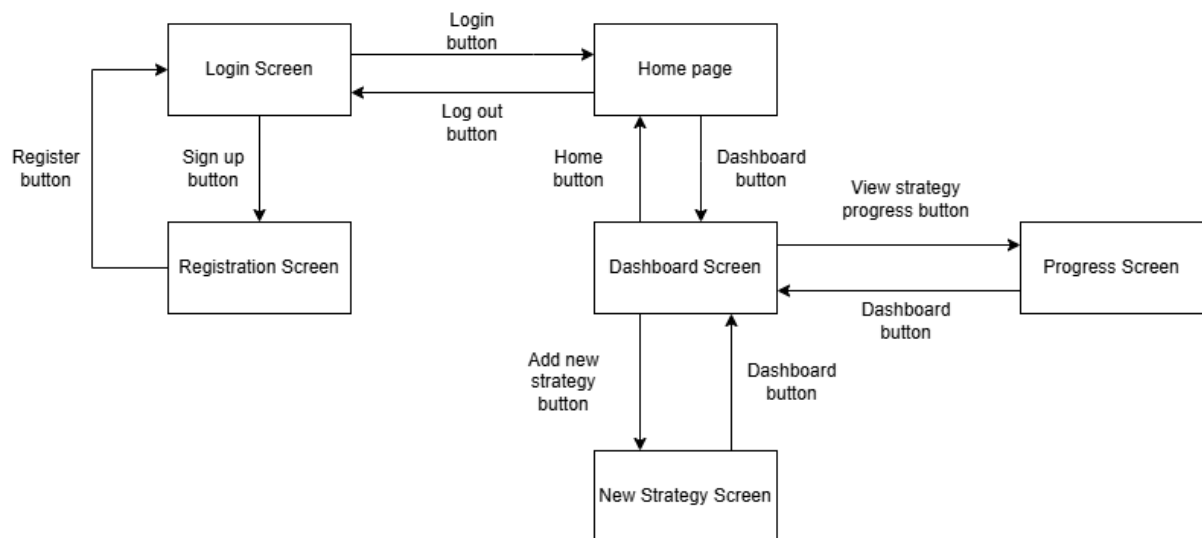 Login
button
Login Screen
Home page
Log out
button
Register
button
Sign up
button
Home
button
Dashboard
button
View strategy
progress button
Registration Screen
Dashboard Screen
Progress Screen
Dashboard
button
Add new
strategy
button
Dashboard
button
New Strategy Screen